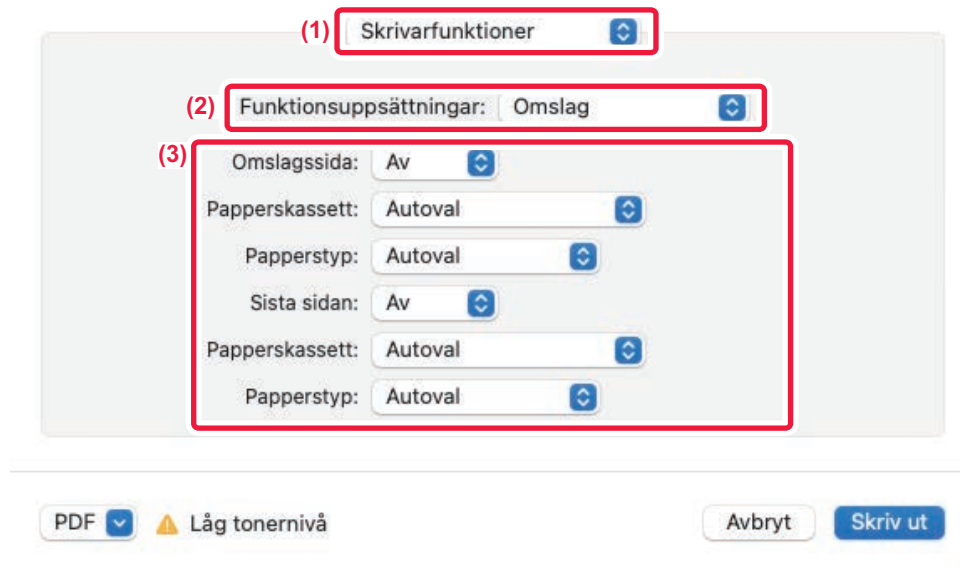 (1) Skrivarfunktioner
(2) Funktionsuppsättningar: Omslag
(3) Omslagssida: Av
Papperskassett: Autoval
Papperstyp: Autoval
Sista sidan: Av
Papperskassett: Autoval
Papperstyp: Autoval
PDF Låg tonernivå Avbryt Skriv ut